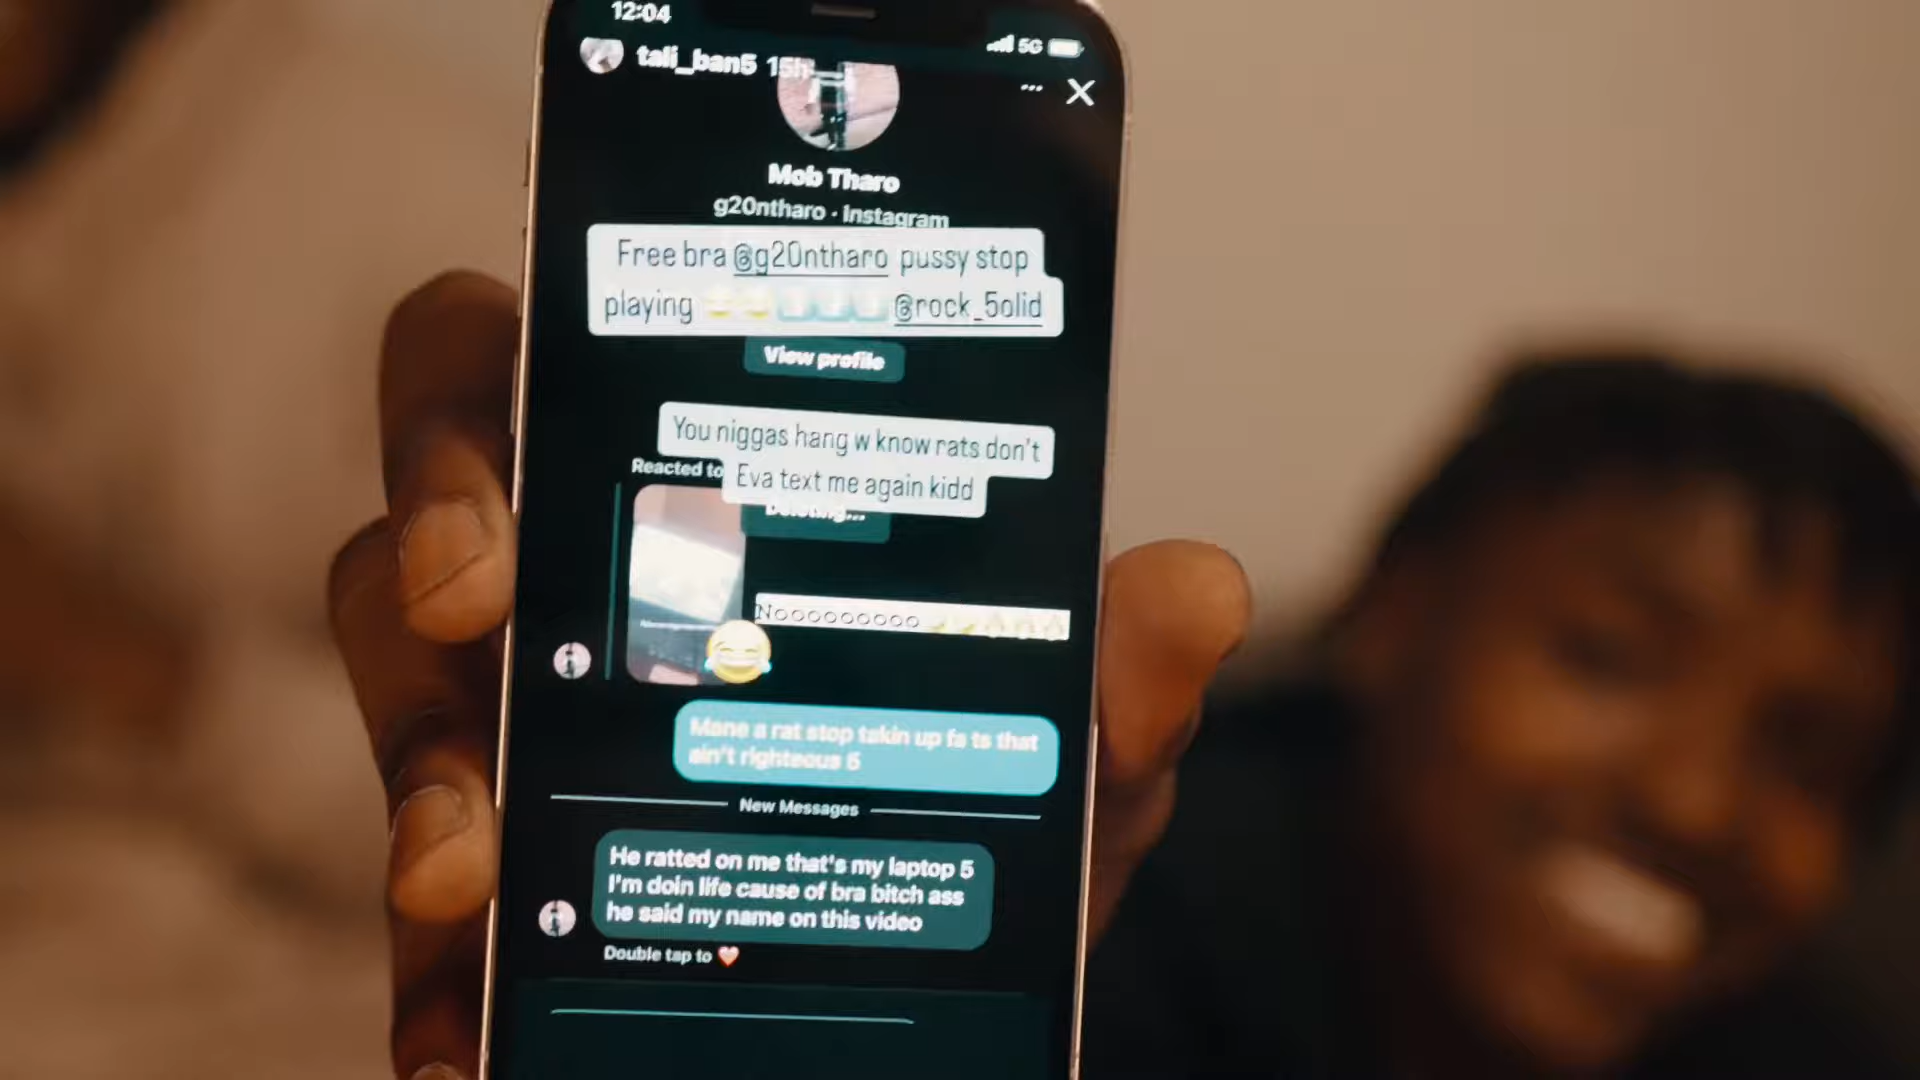 12:04
5G
tali_ban5 15h
Mob Tharo
g20ntharo · Instagram
Free bra @g20ntharo pussy stop
playing @rock_5olid
View profile
You niggas hang w know rats don't
Reacted to
Eva text me again kidd
Deleting...
Nooooooooo
Mane a rat stop takin up fa ts that
ain't righteous 5
New Messages
He ratted on me that's my laptop 5
I'm doin life cause of bra bitch ass
he said my name on this video
Double tap to